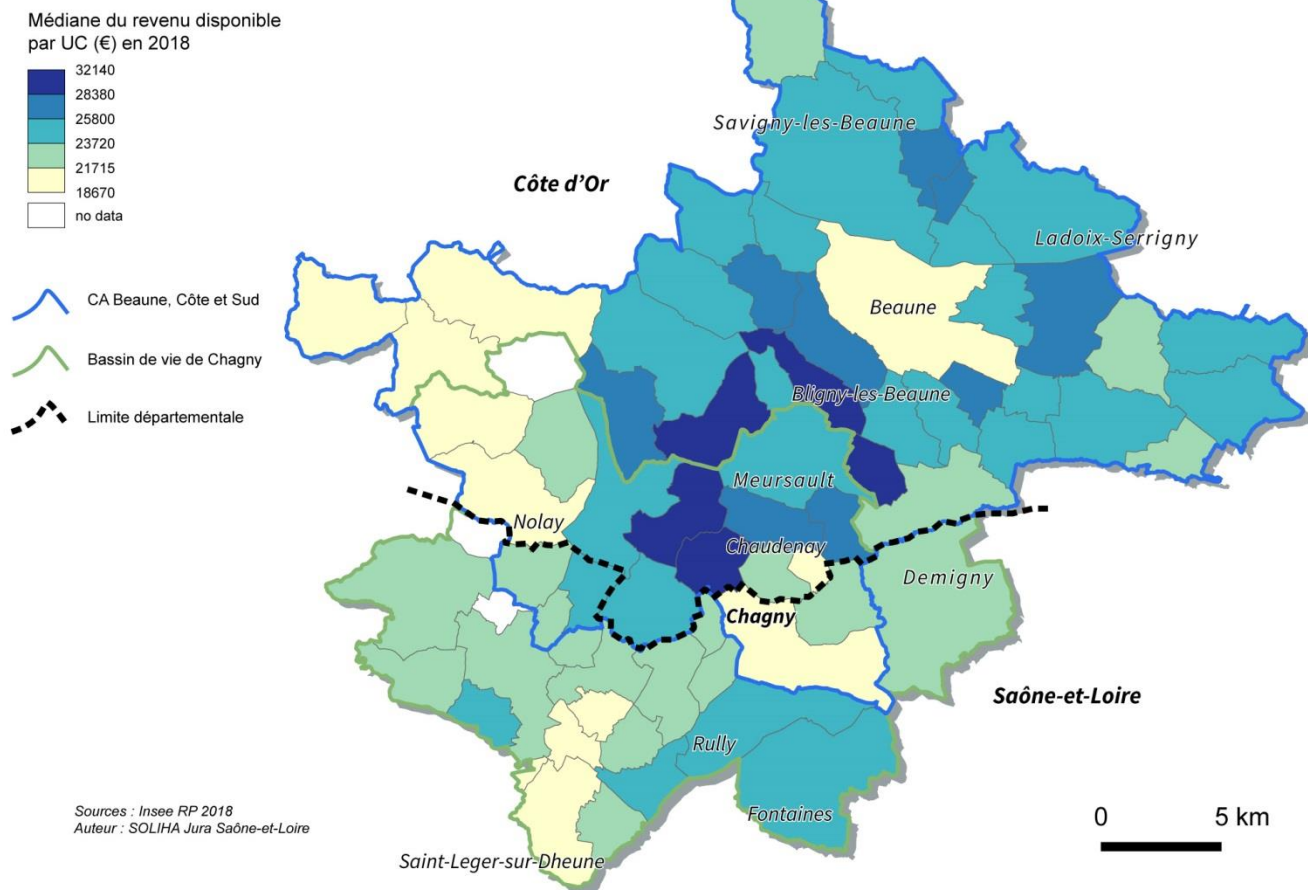 Médiane du revenu disponible
par UC (€) en 2018
32140
28380
25800
23720
21715
18670
no data
CA Beaune, Côte et Sud
Bassin de vie de Chagny
Limite départementale
Savigny-les-Beaune
Côte d'Or
Ladoix-Serrigny
Beaune
Bligny-les-Beaune
Meursault
Nolay
Chaudenay
Demigny
Chagny
Saône-et-Loire
Rully
Fontaines
Saint-Leger-sur-Dheune
Sources : Insee RP 2018
Auteur : SOLIHA Jura Saône-et-Loire
0 5 km